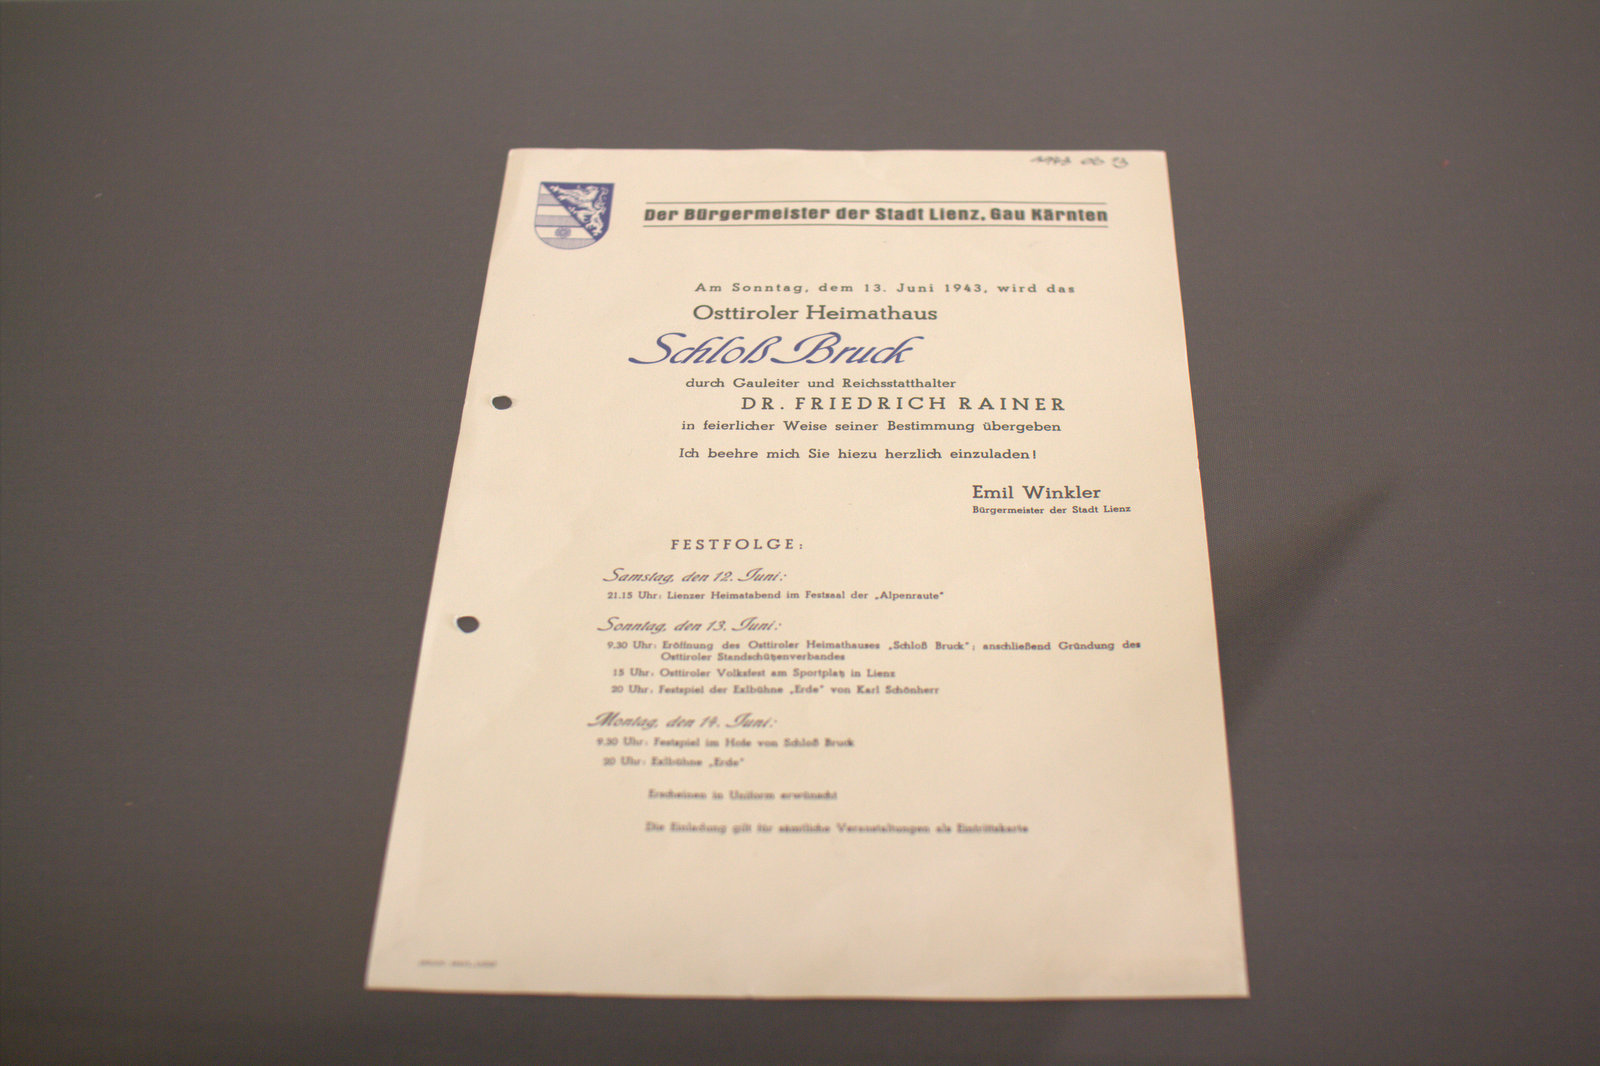 Der Bürgermeister der Stadt Lienz, Gau Kärnten
Am Sonntag, dem 13. Juni 1943, wird das
Osttiroler Heimathaus
Schloß Bruck
durch Gauleiter und Reichsstatthalter
DR. FRIEDRICH RAINER
in feierlicher Weise seiner Bestimmung übergeben
Ich beehre mich Sie hiezu herzlich einzuladen!
Emil Winkler
Bürgermeister der Stadt Lienz
FESTFOLGE:
Samstag, den 12. Juni:
21.15 Uhr: Lienzer Heimatabend im Festsaal der „Alpenraute“
Sonntag, den 13. Juni:
9.30 Uhr: Eröffnung des Osttiroler Heimathauses „Schloß Bruck“; anschließend Gründung des
Osttiroler Standschützenverbandes
15 Uhr: Osttiroler Volksfest am Sportplatz in Lienz
20 Uhr: Festspiel der Exlbühne „Erde“ von Karl Schönherr
Montag, den 14. Juni:
9.30 Uhr: Festspiel im Hofe von Schloß Bruck
20 Uhr: Exlbühne „Erde“
Erscheinen in Uniform erwünscht
Die Einladung gilt für sämtliche Veranstaltungen als Eintrittskarte